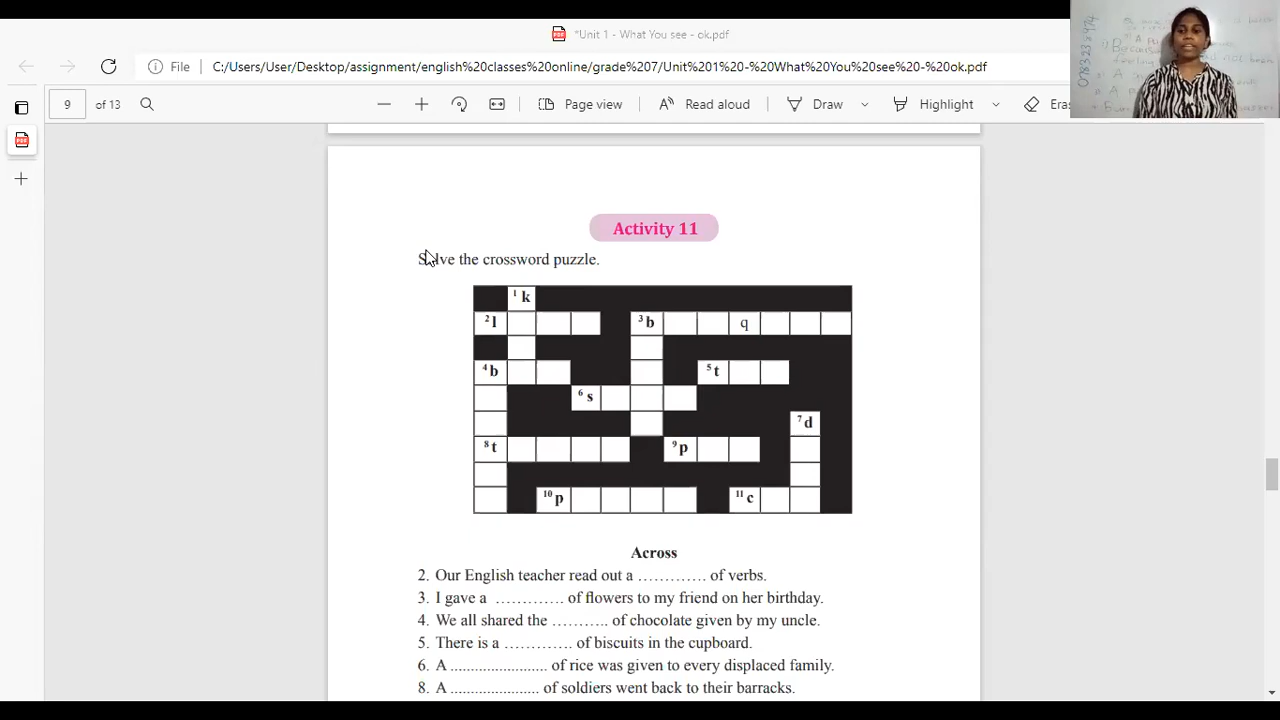 *Unit 1 - What You see - ok.pdf
File C:/Users/User/Desktop/assignment/english%20classes%20online/grade%207/Unit%201%20-%20What%20You%20see%20-%20ok.pdf
9 of 13 Page view Read aloud Draw Highlight
Activity 11
Solve the crossword puzzle.
1 k
2 l 3 b q
4 b 5 t
6 s
7 d
8 t 9 p
10 p 11 c
Across
2. Our English teacher read out a ............. of verbs.
3. I gave a ............. of flowers to my friend on her birthday.
4. We all shared the .......... of chocolate given by my uncle.
5. There is a ............. of biscuits in the cupboard.
6. A ........................ of rice was given to every displaced family.
8. A ...................... of soldiers went back to their barracks.